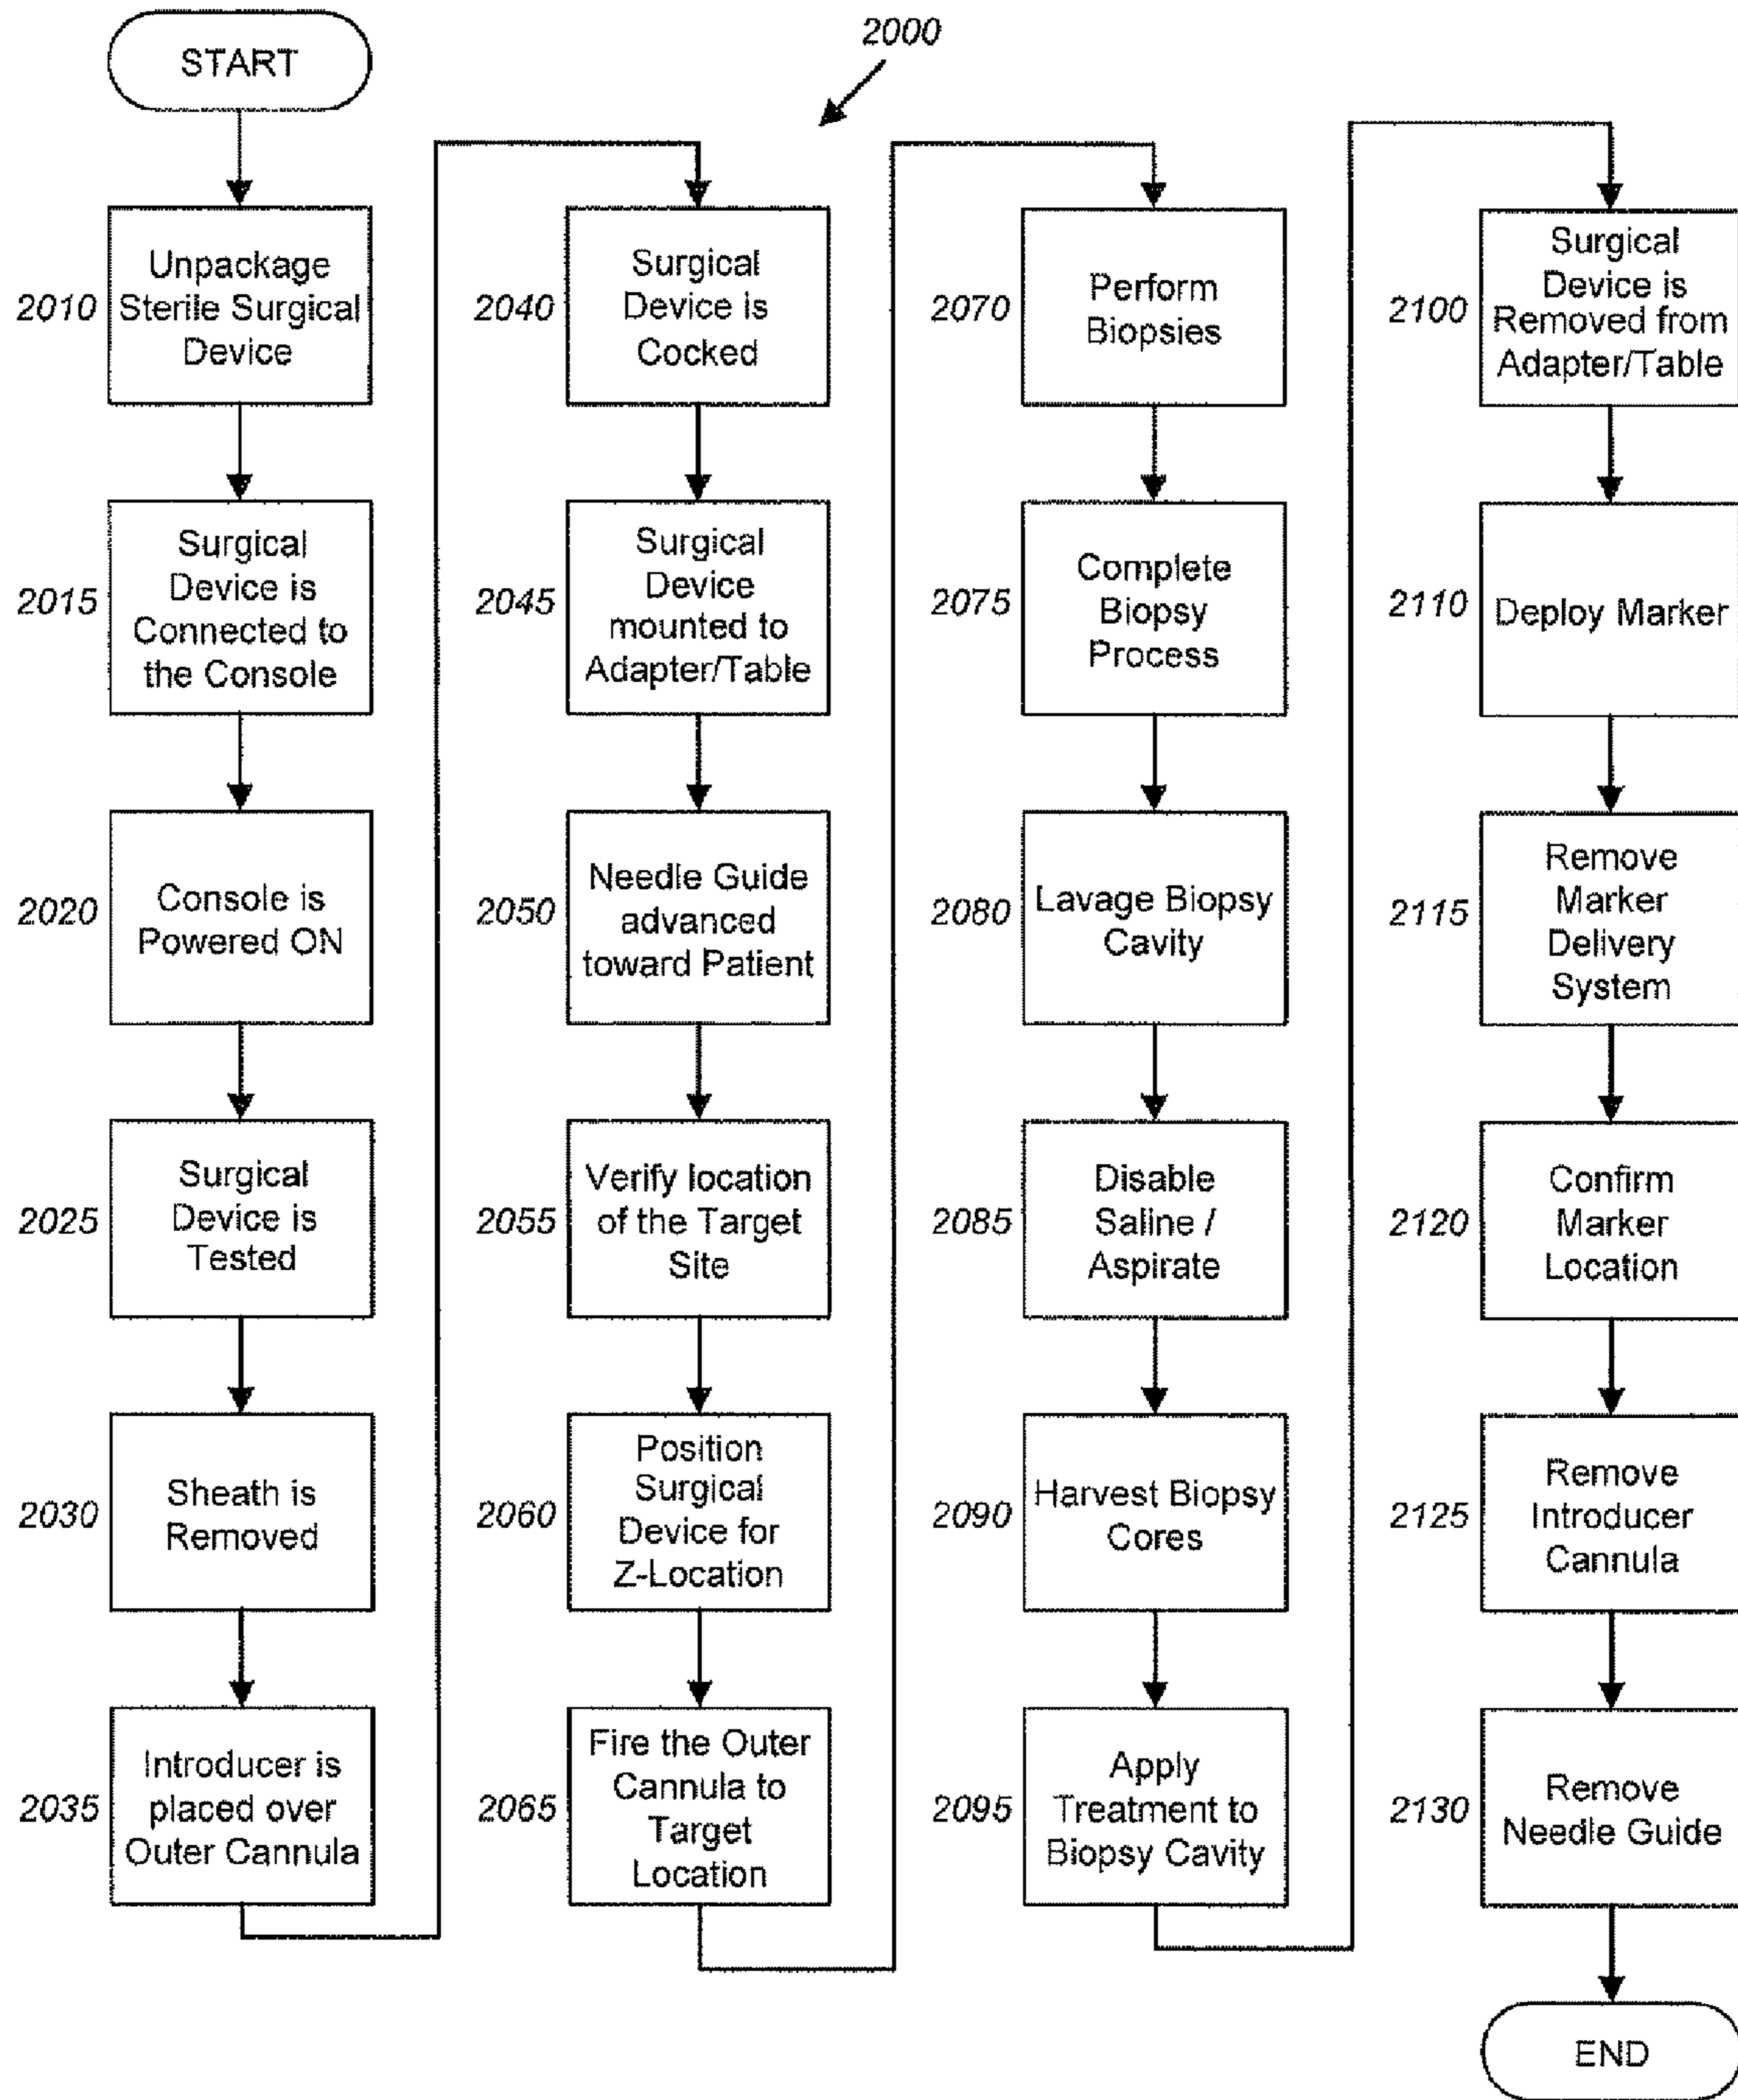 START
2000
2010
Unpackage
Sterile Surgical
Device
2015
Surgical
Device is
Connected to
the Console
2020
Console is
Powered ON
2025
Surgical
Device is
Tested
2030
Sheath is
Removed
2035
Introducer is
placed over
Outer Cannula
2040
Surgical
Device is
Cocked
2045
Surgical
Device
mounted to
Adapter/Table
2050
Needle Guide
advanced
toward Patient
2055
Verify location
of the Target
Site
2060
Position
Surgical
Device for
Z-Location
2065
Fire the Outer
Cannula to
Target
Location
2070
Perform
Biopsies
2075
Complete
Biopsy
Process
2080
Lavage Biopsy
Cavity
2085
Disable
Saline /
Aspirate
2090
Harvest Biopsy
Cores
2095
Apply
Treatment to
Biopsy Cavity
2100
Surgical
Device is
Removed from
Adapter/Table
2110
Deploy Marker
2115
Remove
Marker
Delivery
System
2120
Confirm
Marker
Location
2125
Remove
Introducer
Cannula
2130
Remove
Needle Guide
END